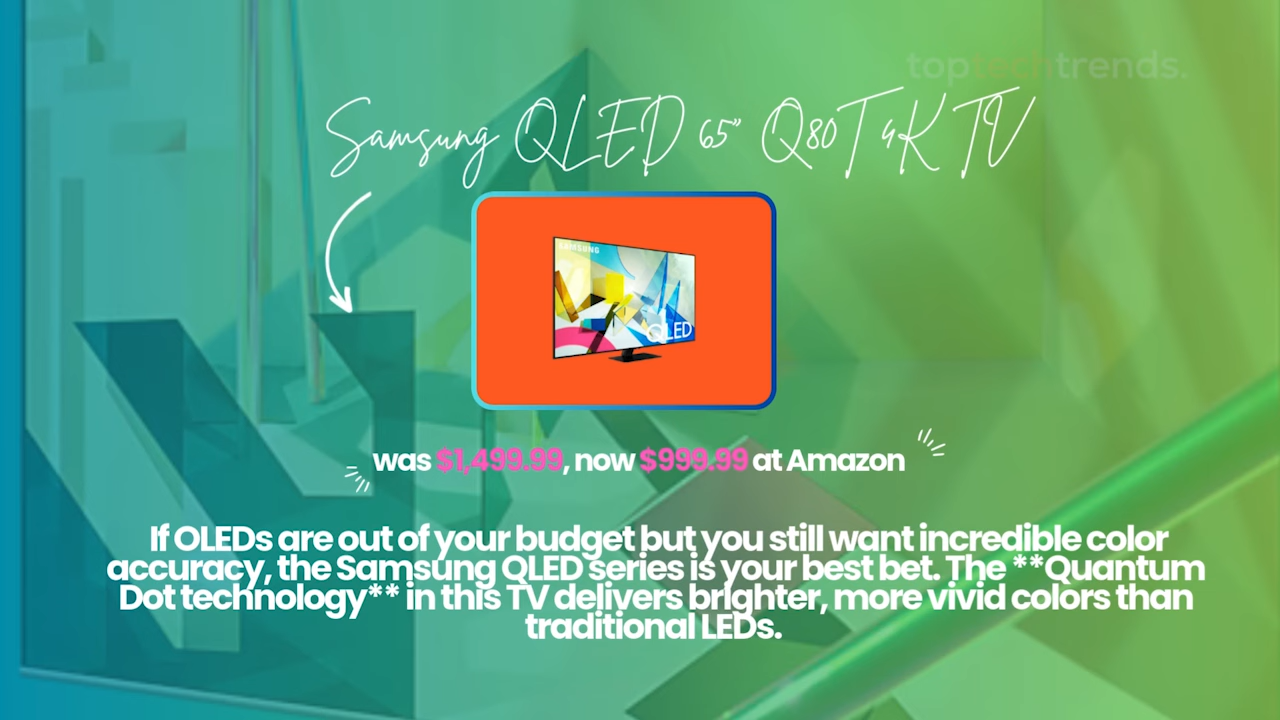 toptechtrends.
Samsung QLED 65" Q80T 4K TV
SAMSUNG
QLED
was $1,499.99, now $999.99 at Amazon
If OLEDs are out of your budget but you still want incredible color
accuracy, the Samsung QLED series is your best bet. The **Quantum
Dot technology** in this TV delivers brighter, more vivid colors than
traditional LEDs.